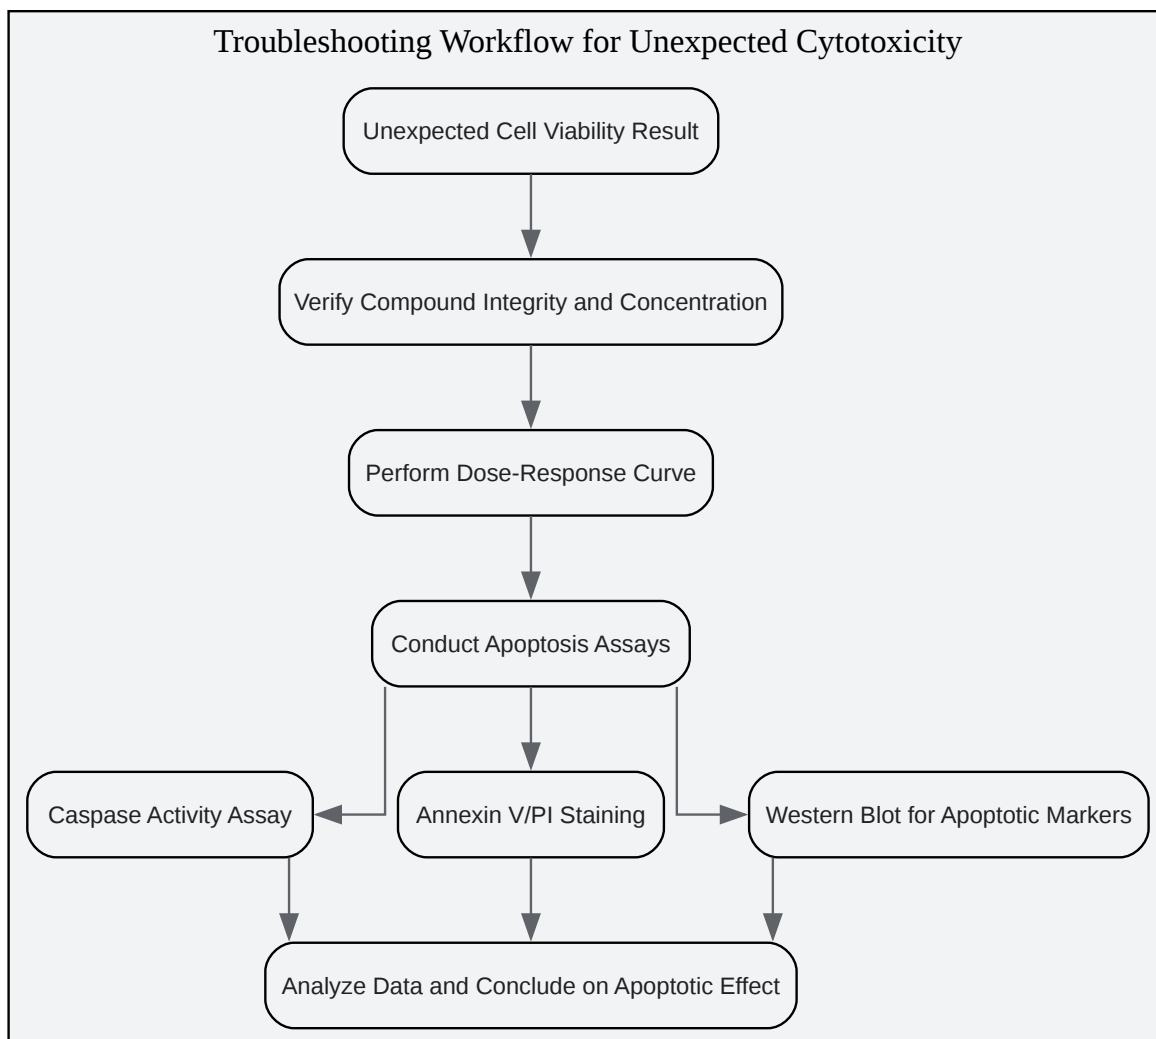 Troubleshooting Workflow for Unexpected Cytotoxicity
Unexpected Cell Viability Result
Verify Compound Integrity and Concentration
Perform Dose-Response Curve
Conduct Apoptosis Assays
Caspase Activity Assay
Annexin V/PI Staining
Western Blot for Apoptotic Markers
Analyze Data and Conclude on Apoptotic Effect